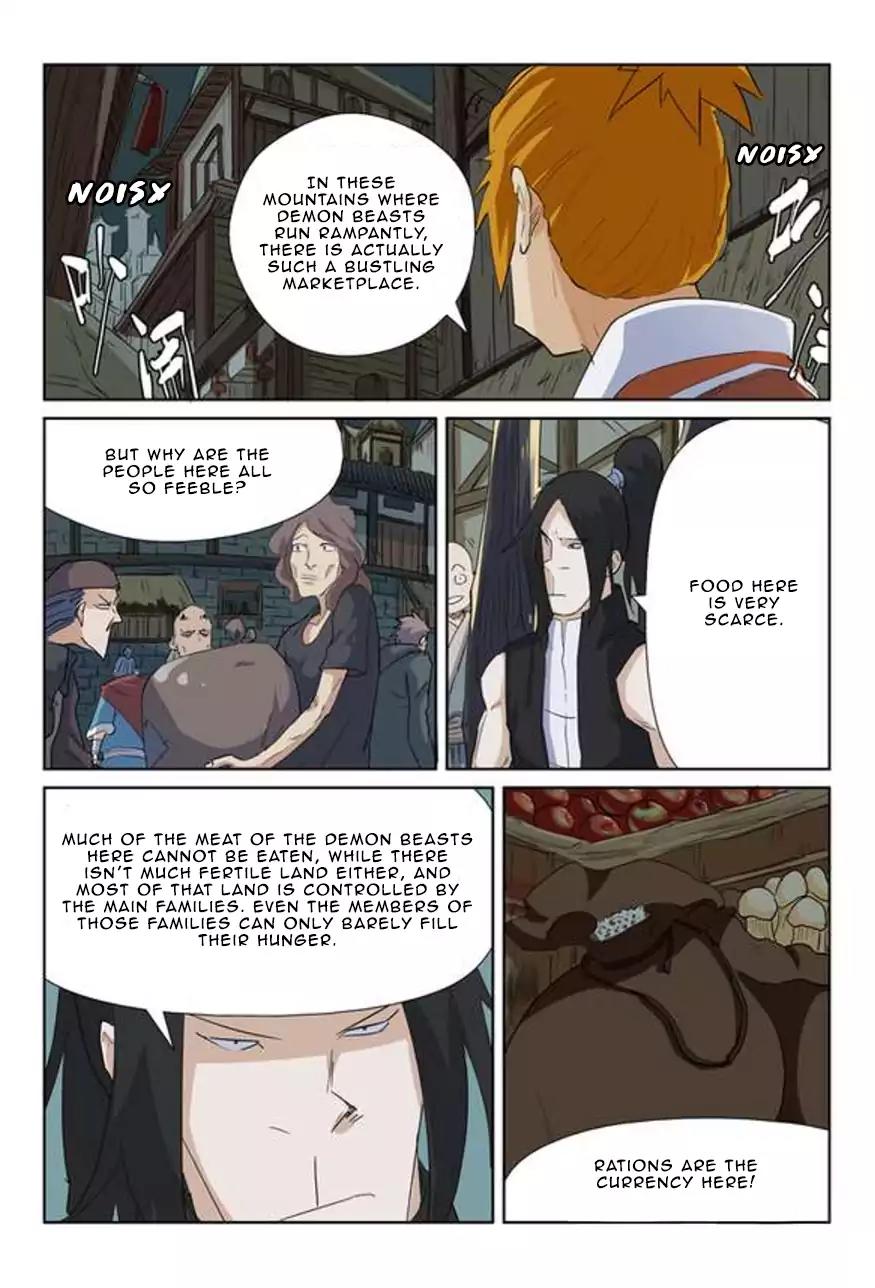 NOISY
NOISY
吵
闹
吵
闹
IN THESE
MOUNTAINS WHERE
DEMON BEASTS
RUN RAMPANTLY,
THERE IS ACTUALLY
SUCH A BUSTLING
MARKETPLACE.
BUT WHY ARE THE
PEOPLE HERE ALL
SO FEEBLE?
FOOD HERE
IS VERY
SCARCE.
MUCH OF THE MEAT OF THE DEMON BEASTS
HERE CANNOT BE EATEN, WHILE THERE
ISN'T MUCH FERTILE LAND EITHER, AND
MOST OF THAT LAND IS CONTROLLED BY
THE MAIN FAMILIES. EVEN THE MEMBERS OF
THOSE FAMILIES CAN ONLY BARELY FILL
THEIR HUNGER.
RATIONS ARE THE
CURRENCY HERE!